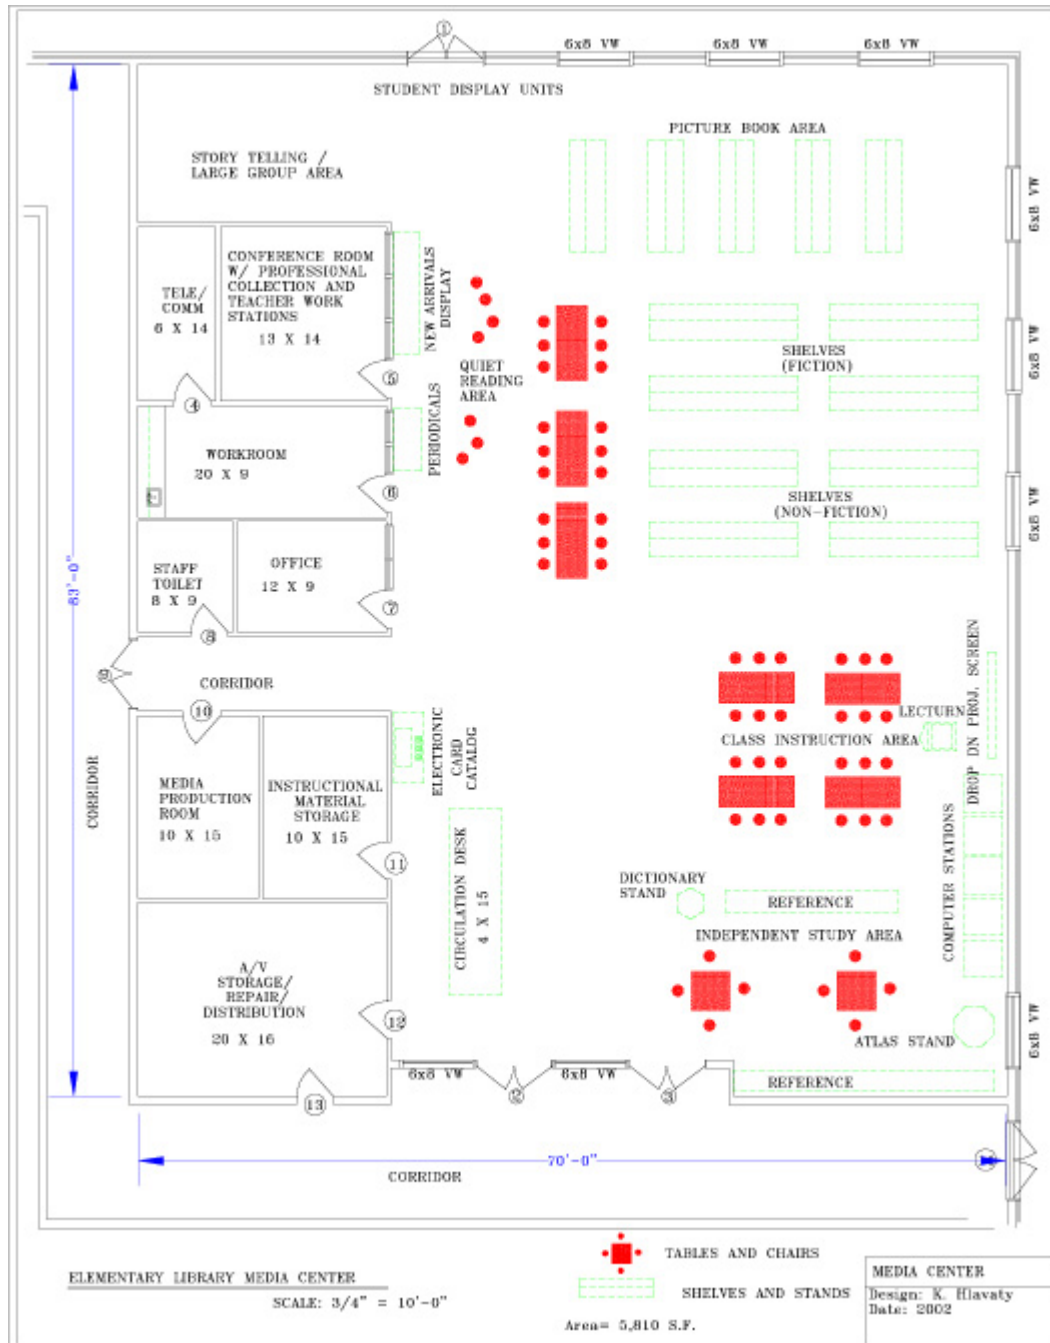 1
6x8 VW
6x8 VW
6x8 VW
STUDENT DISPLAY UNITS
PICTURE BOOK AREA
STORY TELLING /
LARGE GROUP AREA
6x8 VW
CONFERENCE ROOM
W/ PROFESSIONAL
COLLECTION AND
TEACHER WORK
STATIONS
13 X 14
TELE/
COMM
6 X 14
NEW ARRIVALS
DISPLAY
6x8 VW
SHELVES
(FICTION)
QUIET
READING
AREA
5
4
PERIODICALS
WORKROOM
20 X 9
6
SHELVES
(NON-FICTION)
6x8 VW
STAFF
TOILET
8 X 9
OFFICE
12 X 9
7
8
83'-0"
9
CORRIDOR
10
DROP DN PROJ. SCREEN
LECTURN
CLASS INSTRUCTION AREA
ELECTRONIC
CARD
CATALOG
CORRIDOR
MEDIA
PRODUCTION
ROOM
10 X 15
INSTRUCTIONAL
MATERIAL
STORAGE
10 X 15
11
CIRCULATION DESK
4 X 15
COMPUTER STATIONS
DICTIONARY
STAND
REFERENCE
INDEPENDENT STUDY AREA
A/V
STORAGE/
REPAIR/
DISTRIBUTION
20 X 16
12
ATLAS STAND
6x8 VW
6x8 VW
6x8 VW
REFERENCE
13
2
3
70'-0"
CORRIDOR
TABLES AND CHAIRS
SHELVES AND STANDS
Area= 5,810 S.F.
ELEMENTARY LIBRARY MEDIA CENTER
SCALE: 3/4" = 10'-0"
MEDIA CENTER
Design: K. Hlavaty
Date: 2002